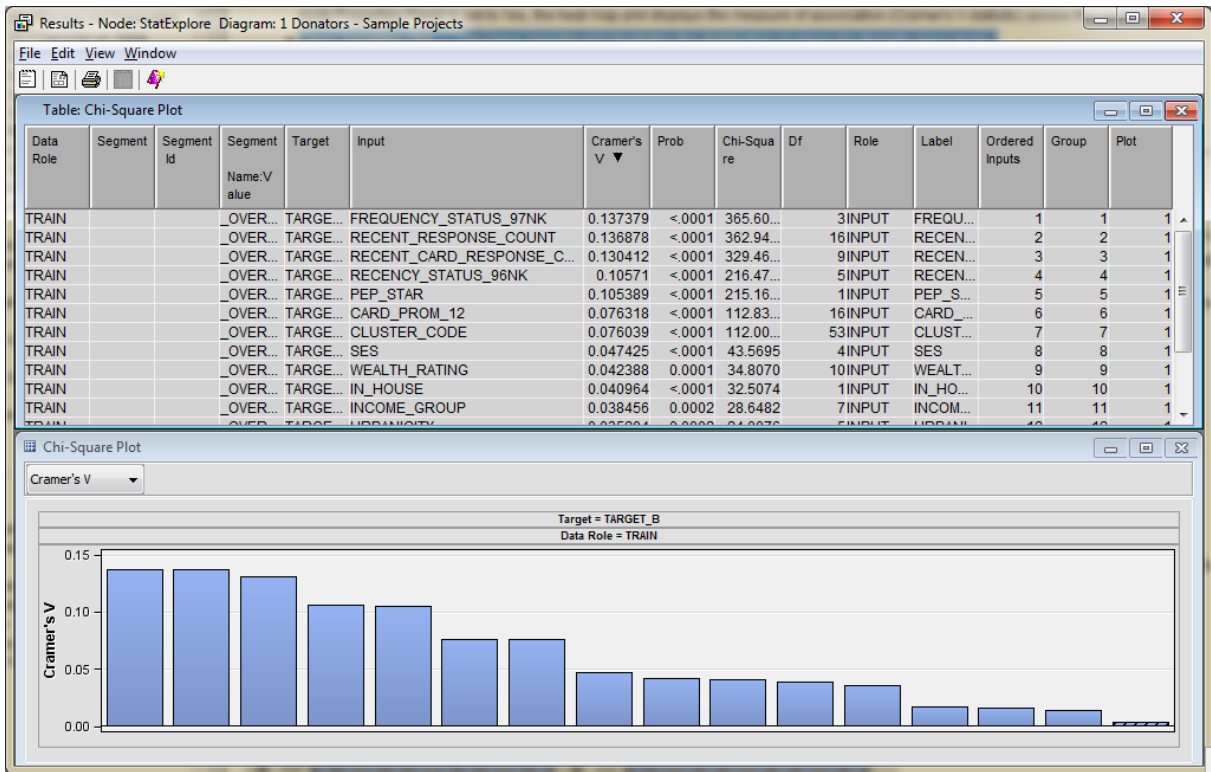 Results - Node: StatExplore Diagram: 1 Donators - Sample Projects
File Edit View Window
Table: Chi-Square Plot
Data Role Segment Segment Id Segment Name:Value Target Input Cramer's V ▼ Prob Chi-Square Df Role Label Ordered Inputs Group Plot
TRAIN _OVER... TARGE... FREQUENCY_STATUS_97NK 0.137379 <.0001 365.60... 3 INPUT FREQU... 1 1 1
TRAIN _OVER... TARGE... RECENT_RESPONSE_COUNT 0.136878 <.0001 362.94... 16 INPUT RECEN... 2 2 1
TRAIN _OVER... TARGE... RECENT_CARD_RESPONSE_C... 0.130412 <.0001 329.46... 9 INPUT RECEN... 3 3 1
TRAIN _OVER... TARGE... RECENCY_STATUS_96NK 0.10571 <.0001 216.47... 5 INPUT RECEN... 4 4 1
TRAIN _OVER... TARGE... PEP_STAR 0.105389 <.0001 215.16... 1 INPUT PEP_S... 5 5 1
TRAIN _OVER... TARGE... CARD_PROM_12 0.076318 <.0001 112.83... 16 INPUT CARD_... 6 6 1
TRAIN _OVER... TARGE... CLUSTER_CODE 0.076039 <.0001 112.00... 53 INPUT CLUST... 7 7 1
TRAIN _OVER... TARGE... SES 0.047425 <.0001 43.5695 4 INPUT SES 8 8 1
TRAIN _OVER... TARGE... WEALTH_RATING 0.042388 0.0001 34.8070 10 INPUT WEALT... 9 9 1
TRAIN _OVER... TARGE... IN_HOUSE 0.040964 <.0001 32.5074 1 INPUT IN_HO... 10 10 1
TRAIN _OVER... TARGE... INCOME_GROUP 0.038456 0.0002 28.6482 7 INPUT INCOM... 11 11 1
Chi-Square Plot
Cramer's V
Target = TARGET_B
Data Role = TRAIN
0.15
0.10
0.05
0.00
Cramer's V